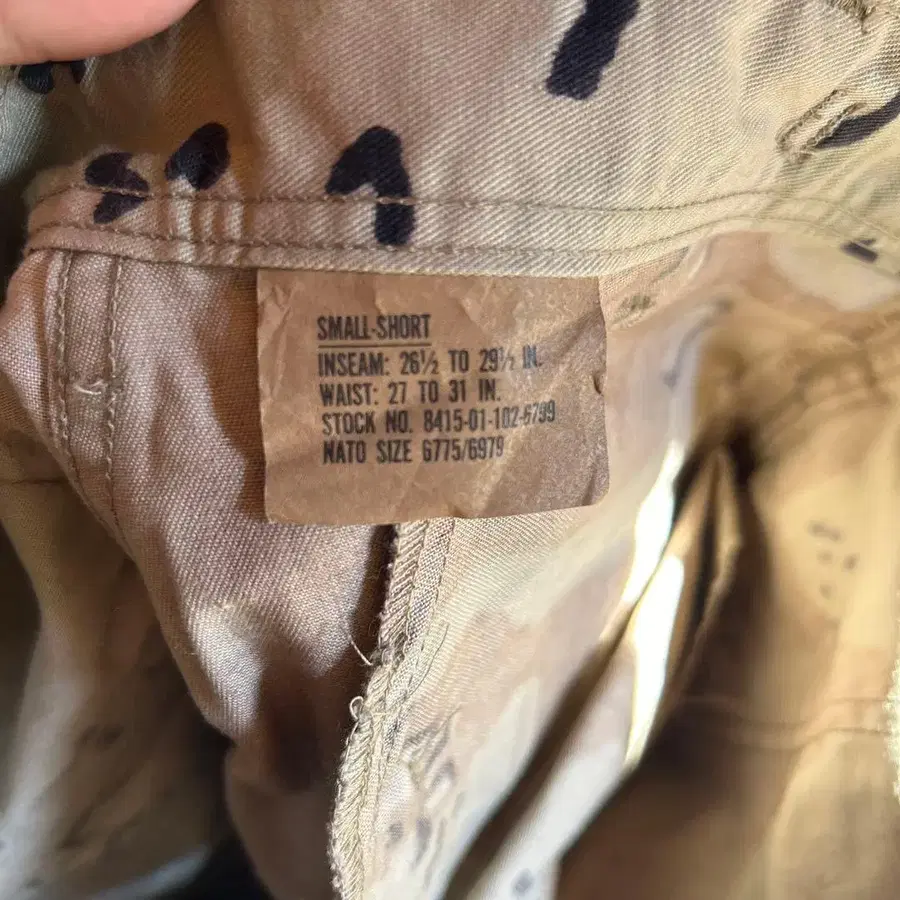 SMALL-SHORT
INSEAM: 26½ TO 29½ IN.
WAIST: 27 TO 31 IN.
STOCK NO. 8415-01-102-6799
NATO SIZE 6775/6979